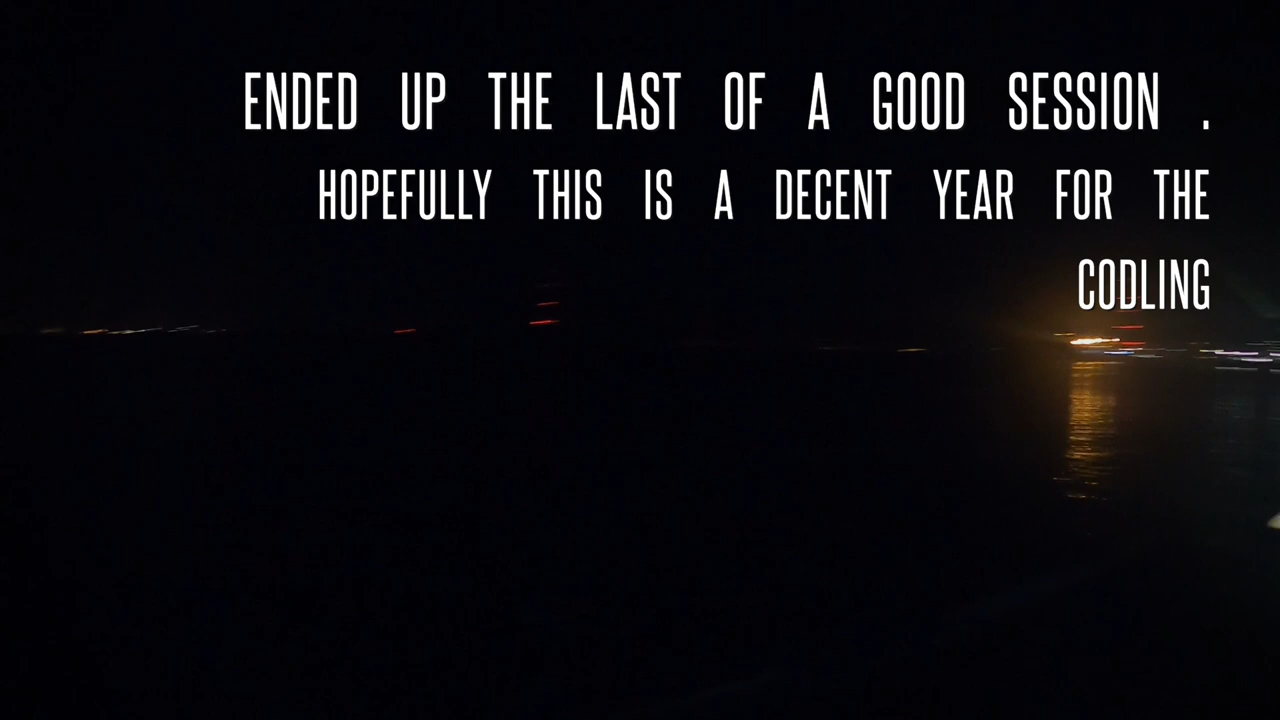 ENDED UP THE LAST OF A GOOD SESSION .
HOPEFULLY THIS IS A DECENT YEAR FOR THE
CODLING